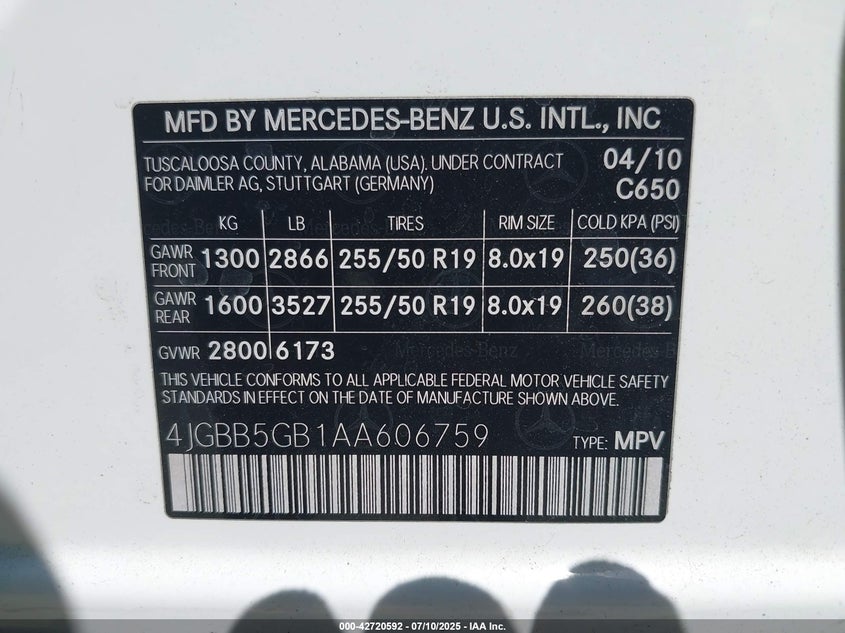 MFD BY MERCEDES-BENZ U.S. INTL., INC
TUSCALOOSA COUNTY, ALABAMA (USA). UNDER CONTRACT 04/10
FOR DAIMLER AG, STUTTGART (GERMANY) C650
KG LB TIRES RIM SIZE COLD KPA (PSI)
GAWR FRONT 1300 2866 255/50 R19 8.0x19 250(36)
GAWR REAR 1600 3527 255/50 R19 8.0x19 260(38)
GVWR 2800 6173
THIS VEHICLE CONFORMS TO ALL APPLICABLE FEDERAL MOTOR VEHICLE SAFETY
STANDARDS IN EFFECT ON THE DATE OF MANUFACTURE SHOWN ABOVE.
4JGBB5GB1AA606759 TYPE: MPV
000-42720592 - 07/10/2025 - IAA Inc.